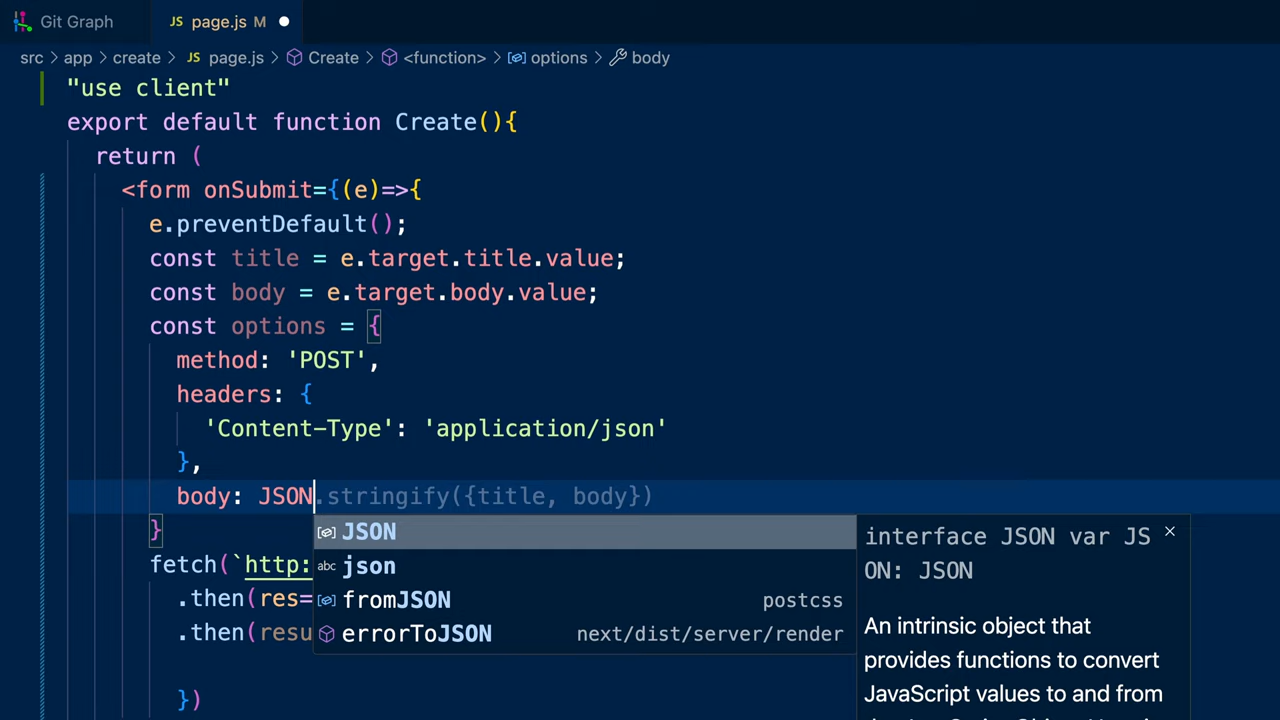 Git Graph
JS page.js M
src > app > create > JS page.js > Create > <function> > options > body
"use client"
export default function Create(){
return (
<form onSubmit={(e)=>{
e.preventDefault();
const title = e.target.title.value;
const body = e.target.body.value;
const options = {
method: 'POST',
headers: {
'Content-Type': 'application/json'
},
body: JSON.stringify({title, body})
}
fetch(`http:
.then(res=
.then(resu
})
JSON
abc json
fromJSON postcss
errorToJSON next/dist/server/render
interface JSON var JS
ON: JSON
An intrinsic object that
provides functions to convert
JavaScript values to and from